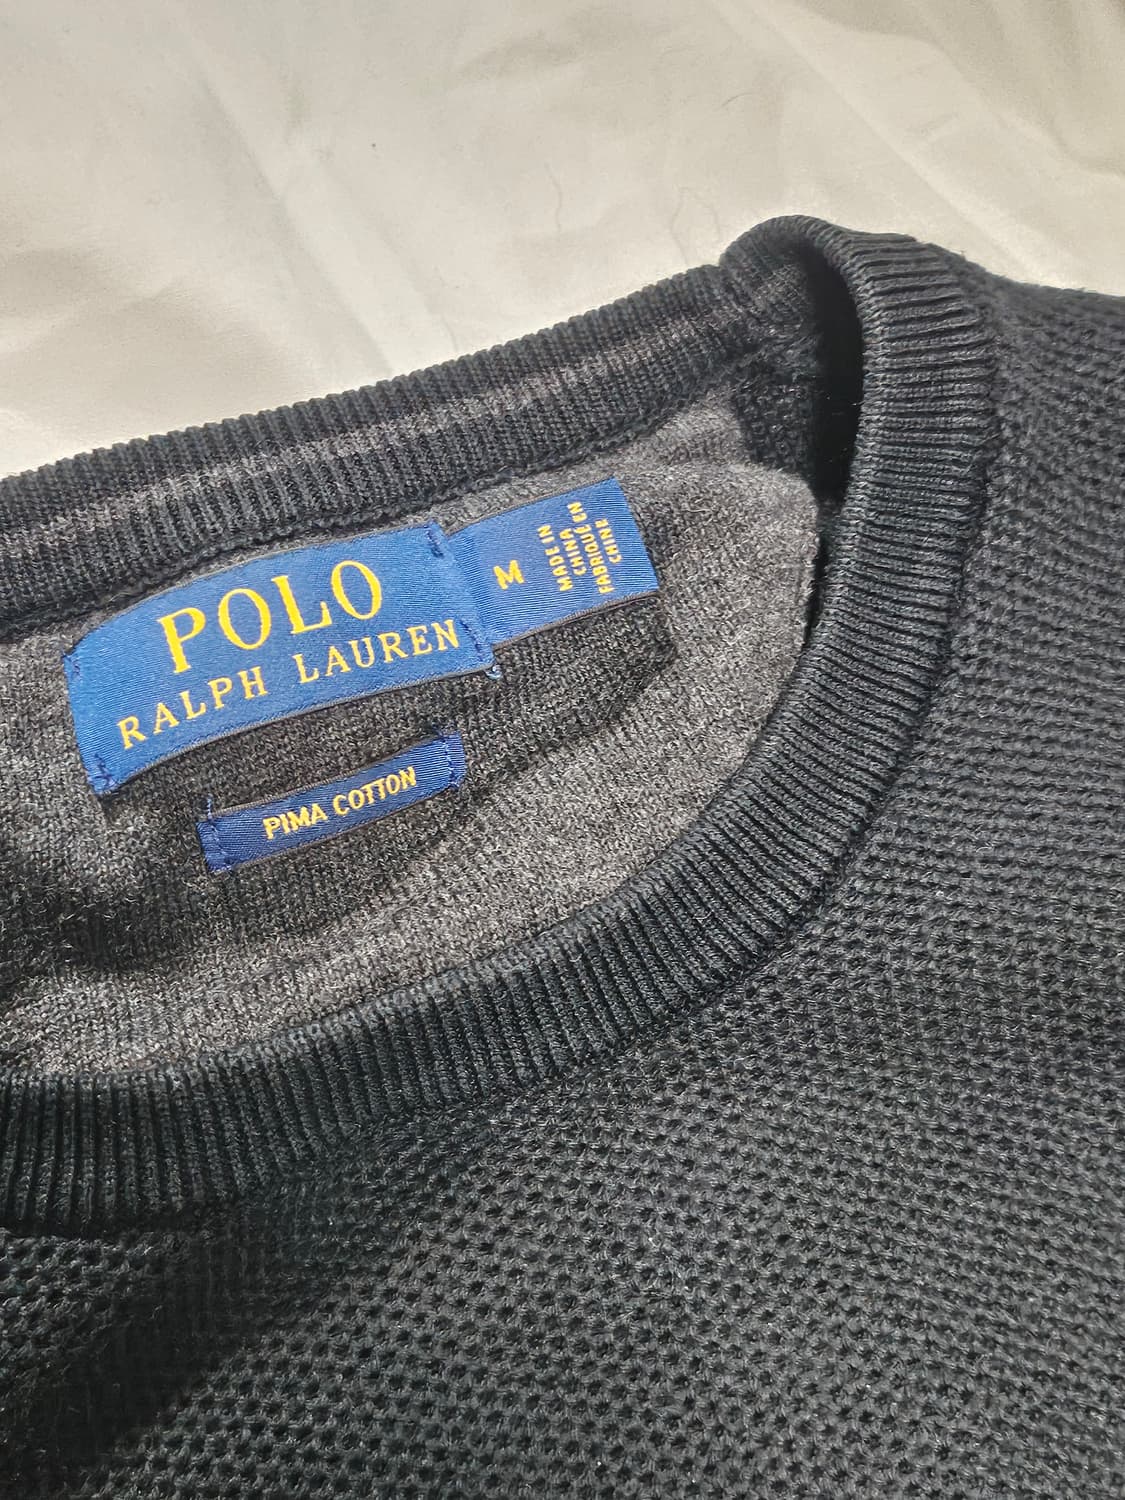 POLO
RALPH LAUREN
M
MADE IN
CHINA
FABRIQUÉ EN
CHINE
PIMA COTTON